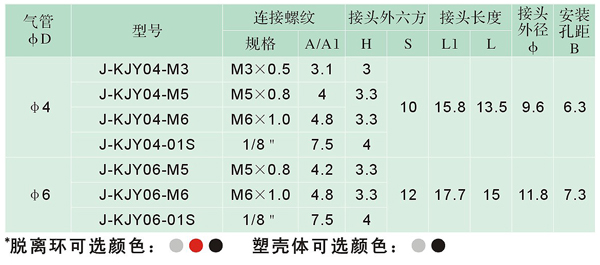 气管 φD 型号 连接螺纹 接头外六方 接头长度 接头外径 φ 安装孔距 B
规格 A/A1 H S L1 L
φ4 J-KJY04-M3 M3×0.5 3.1 3 10 15.8 13.5 9.6 6.3
J-KJY04-M5 M5×0.8 4 3.3
J-KJY04-M6 M6×1.0 4.8 3.3
J-KJY04-01S 1/8" 7.5 4
φ6 J-KJY06-M5 M5×0.8 4.2 3.3 12 17.7 15 11.8 7.3
J-KJY06-M6 M6×1.0 4.8 3.3
J-KJY06-01S 1/8" 7.5 4
*脱离环可选颜色： 塑壳体可选颜色：